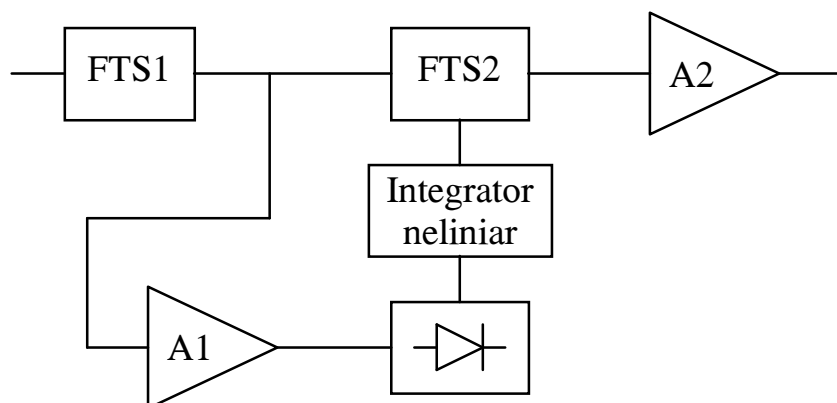 FTS1
FTS2
A2
Integrator
neliniar
A1